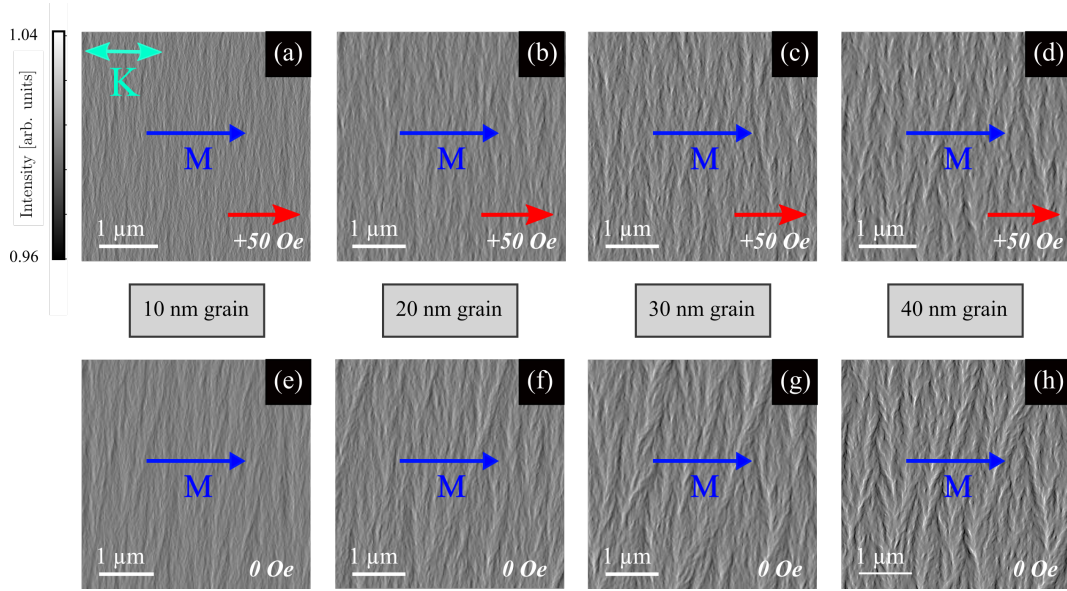 1.04
Intensity [arb. units]
0.96
K
(a)
M
1 µm
+50 Oe
(b)
M
1 µm
+50 Oe
(c)
M
1 µm
+50 Oe
(d)
M
1 µm
+50 Oe
10 nm grain
20 nm grain
30 nm grain
40 nm grain
(e)
M
1 µm
0 Oe
(f)
M
1 µm
0 Oe
(g)
M
1 µm
0 Oe
(h)
M
1 µm
0 Oe